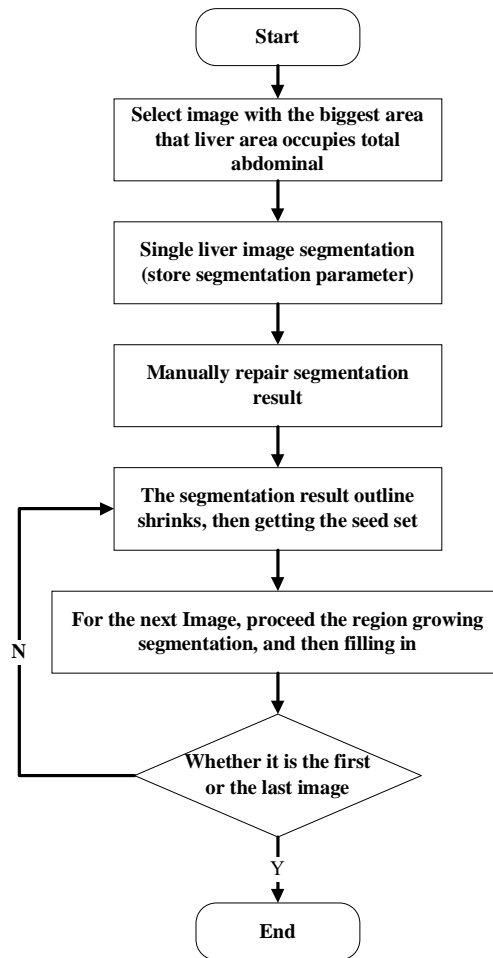 Start
Select image with the biggest area
that liver area occupies total
abdominal
Single liver image segmentation
(store segmentation parameter)
Manually repair segmentation
result
The segmentation result outline
shrinks, then getting the seed set
For the next Image, proceed the region growing
segmentation, and then filling in
N
Whether it is the first
or the last image
Y
End